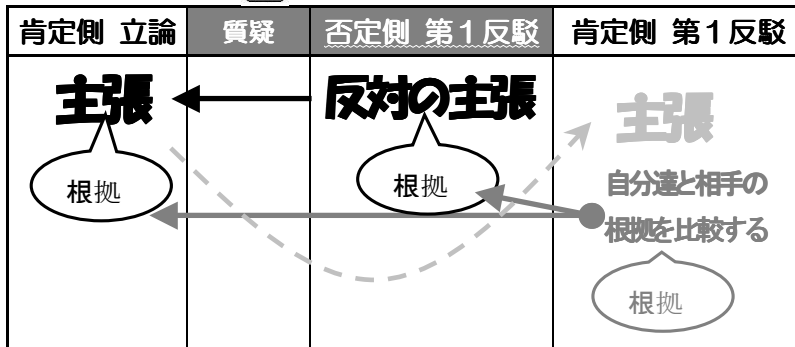 肯定側 立論
質疑
否定側 第１反駁
肯定側 第１反駁
主張
根拠
反対の主張
根拠
主張
自分達と相手の
根拠を比較する
根拠